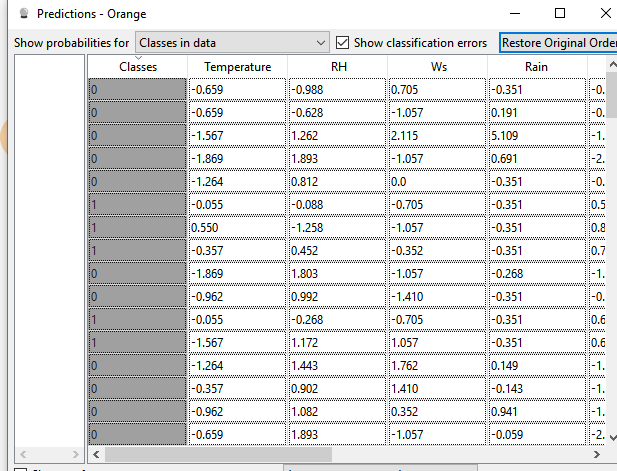 Predictions - Orange
Show probabilities for Classes in data Show classification errors Restore Original Order
Classes Temperature RH Ws Rain
0 -0.659 -0.988 0.705 -0.351 -0.
0 -0.659 -0.628 -1.057 0.191 -0.
0 -1.567 1.262 2.115 5.109 -1.
0 -1.869 1.893 -1.057 0.691 -2.
0 -1.264 0.812 0.0 -0.351 -0.
1 -0.055 -0.088 -0.705 -0.351 0.5
1 0.550 -1.258 -1.057 -0.351 0.8
1 -0.357 0.452 -0.352 -0.351 0.7
0 -1.869 1.803 -1.057 -0.268 -1.
0 -0.962 0.992 -1.410 -0.351 -0.
1 -0.055 -0.268 -0.705 -0.351 0.6
1 -1.567 1.172 1.057 -0.351 0.6
0 -1.264 1.443 1.762 0.149 -1.
0 -0.357 0.902 1.410 -0.143 -1.
0 -0.962 1.082 0.352 0.941 -1.
0 -0.659 1.893 -1.057 -0.059 -2.